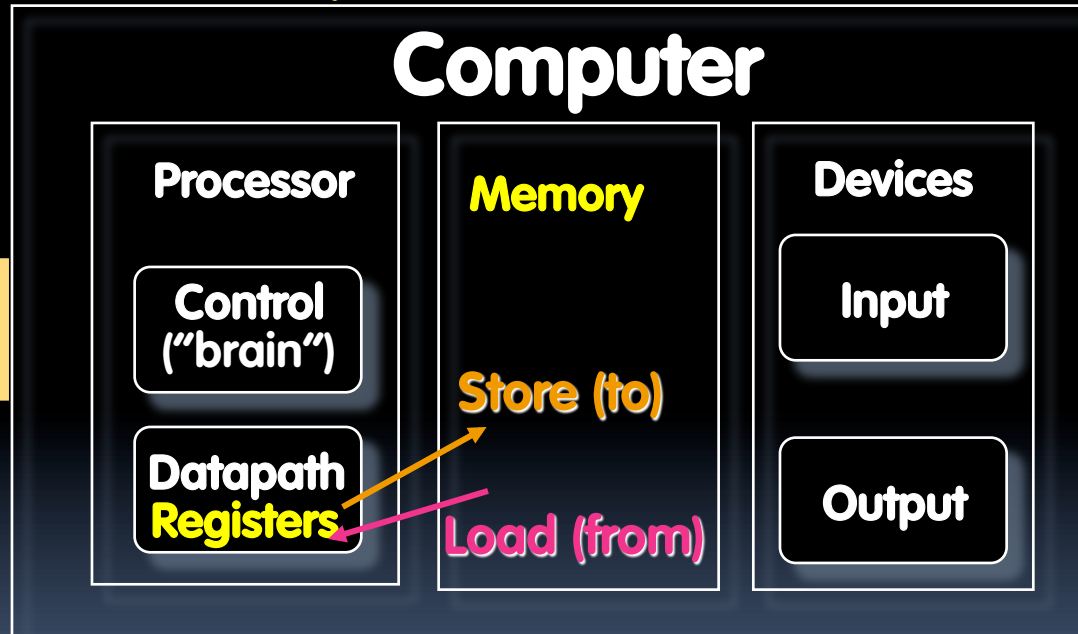 Computer
Processor
Control
("brain")
Datapath
Registers
Memory
Store (to)
Load (from)
Devices
Input
Output